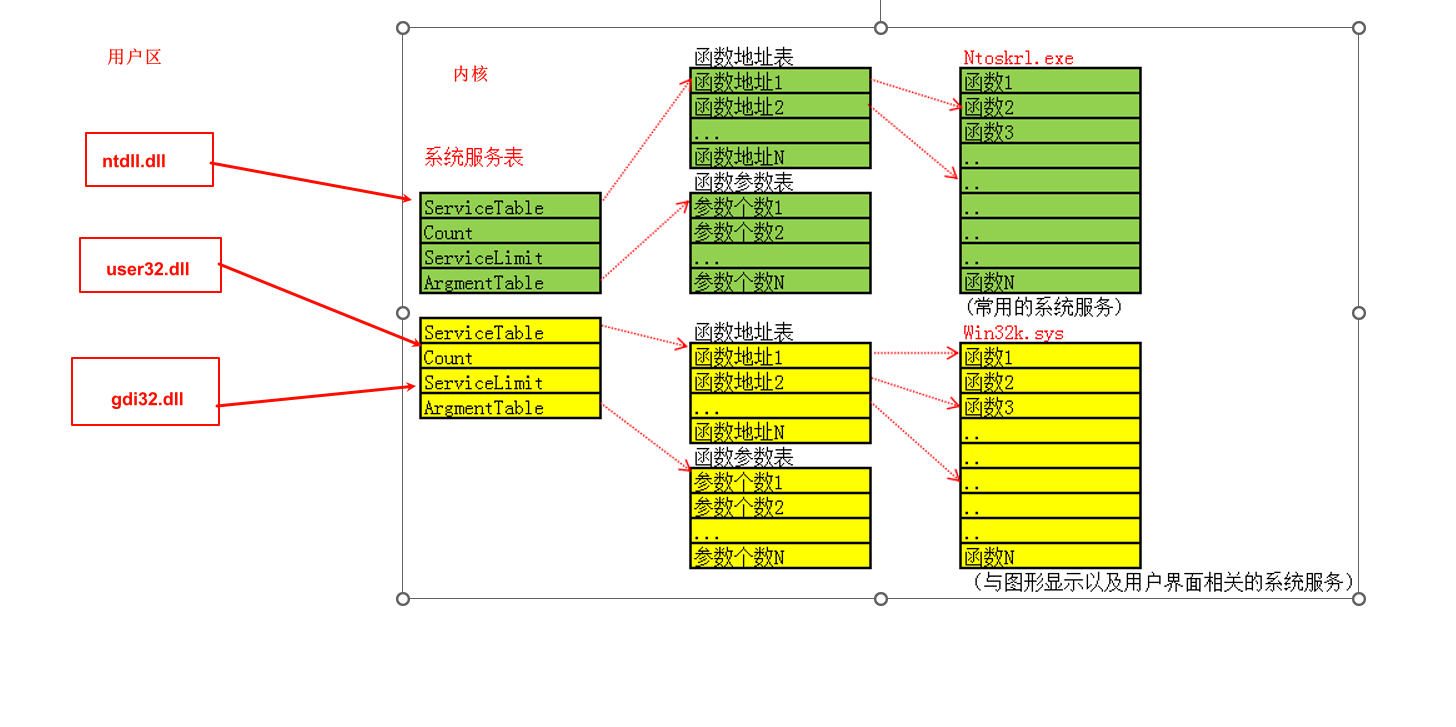 用户区
内核
ntdll.dll
user32.dll
gdi32.dll
系统服务表
ServiceTable
Count
ServiceLimit
ArgmentTable
ServiceTable
Count
ServiceLimit
ArgmentTable
函数地址表
函数地址1
函数地址2
...
函数地址N
函数参数表
参数个数1
参数个数2
...
参数个数N
函数地址表
函数地址1
函数地址2
...
函数地址N
函数参数表
参数个数1
参数个数2
...
参数个数N
Ntoskrl.exe
函数1
函数2
函数3
..
..
..
..
..
函数N
(常用的系统服务)
Win32k.sys
函数1
函数2
函数3
..
..
..
..
..
函数N
(与图形显示以及用户界面相关的系统服务)